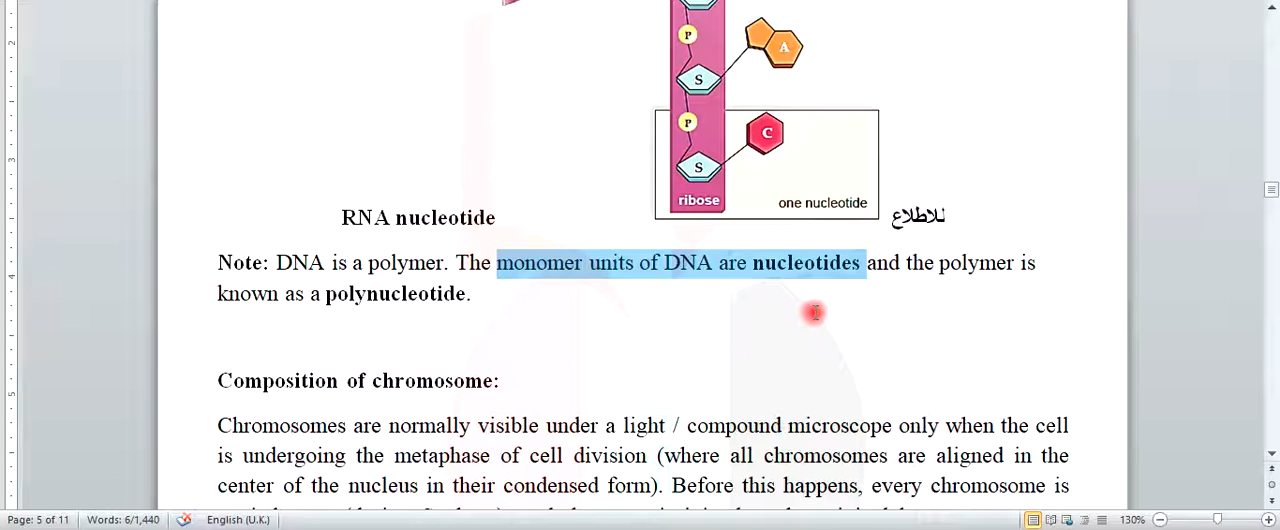 P
A
S
P
C
S
ribose
one nucleotide
RNA nucleotide
للاطلاع
Note: DNA is a polymer. The monomer units of DNA are nucleotides and the polymer is
known as a polynucleotide.
Composition of chromosome:
Chromosomes are normally visible under a light / compound microscope only when the cell
is undergoing the metaphase of cell division (where all chromosomes are aligned in the
center of the nucleus in their condensed form). Before this happens, every chromosome is
Page: 5 of 11 Words: 6/1,440 English (U.K.) 130%